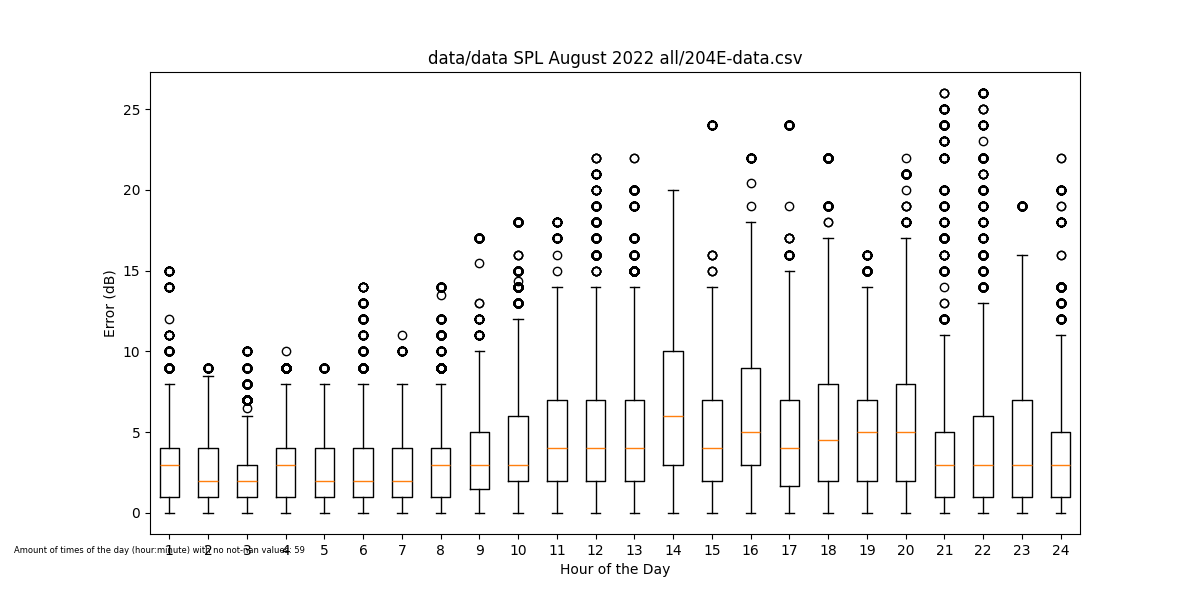 data/data SPL August 2022 all/204E-data.csv
25
20
15
10
5
0
Error (dB)
1 2 3 4 5 6 7 8 9 10 11 12 13 14 15 16 17 18 19 20 21 22 23 24
Amount of times of the day (hour:minute) with no not-nan values: 59
Hour of the Day